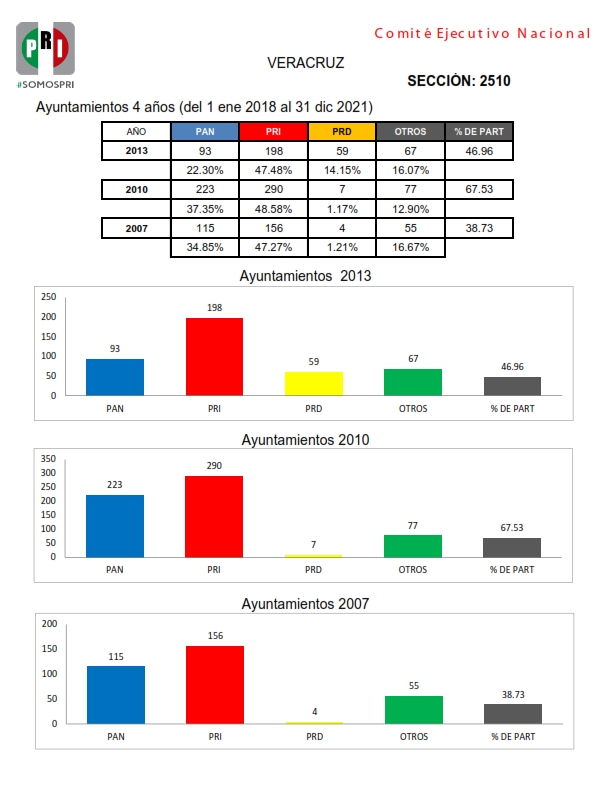 Comité Ejecutivo Nacional
PRI
#SOMOSPRI
VERACRUZ
SECCIÓN: 2510
Ayuntamientos 4 años (del 1 ene 2018 al 31 dic 2021)
AÑO PAN PRI PRD OTROS % DE PART
2013 93 198 59 67 46.96
22.30% 47.48% 14.15% 16.07%
2010 223 290 7 77 67.53
37.35% 48.58% 1.17% 12.90%
2007 115 156 4 55 38.73
34.85% 47.27% 1.21% 16.67%
Ayuntamientos 2013
250
200
150
100
50
0
93 198 59 67 46.96
PAN PRI PRD OTROS % DE PART
Ayuntamientos 2010
350
300
250
200
150
100
50
0
223 290 7 77 67.53
PAN PRI PRD OTROS % DE PART
Ayuntamientos 2007
200
150
100
50
0
115 156 4 55 38.73
PAN PRI PRD OTROS % DE PART